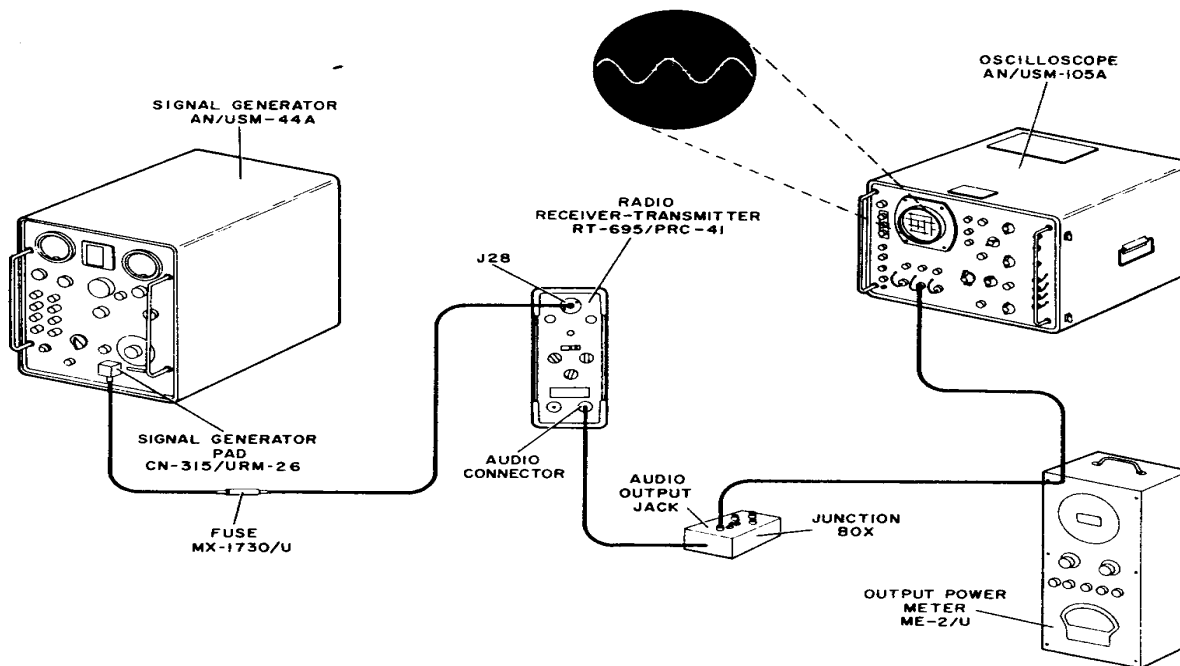 SIGNAL GENERATOR
AN/USM-44A
OSCILLOSCOPE
AN/USM-105A
RADIO
RECEIVER-TRANSMITTER
RT-695/PRC-41
J28
SIGNAL GENERATOR
PAD
CN-315/URM-26
FUSE
MX-1730/U
AUDIO
CONNECTOR
AUDIO
OUTPUT
JACK
JUNCTION
BOX
OUTPUT POWER
METER
ME-2/U